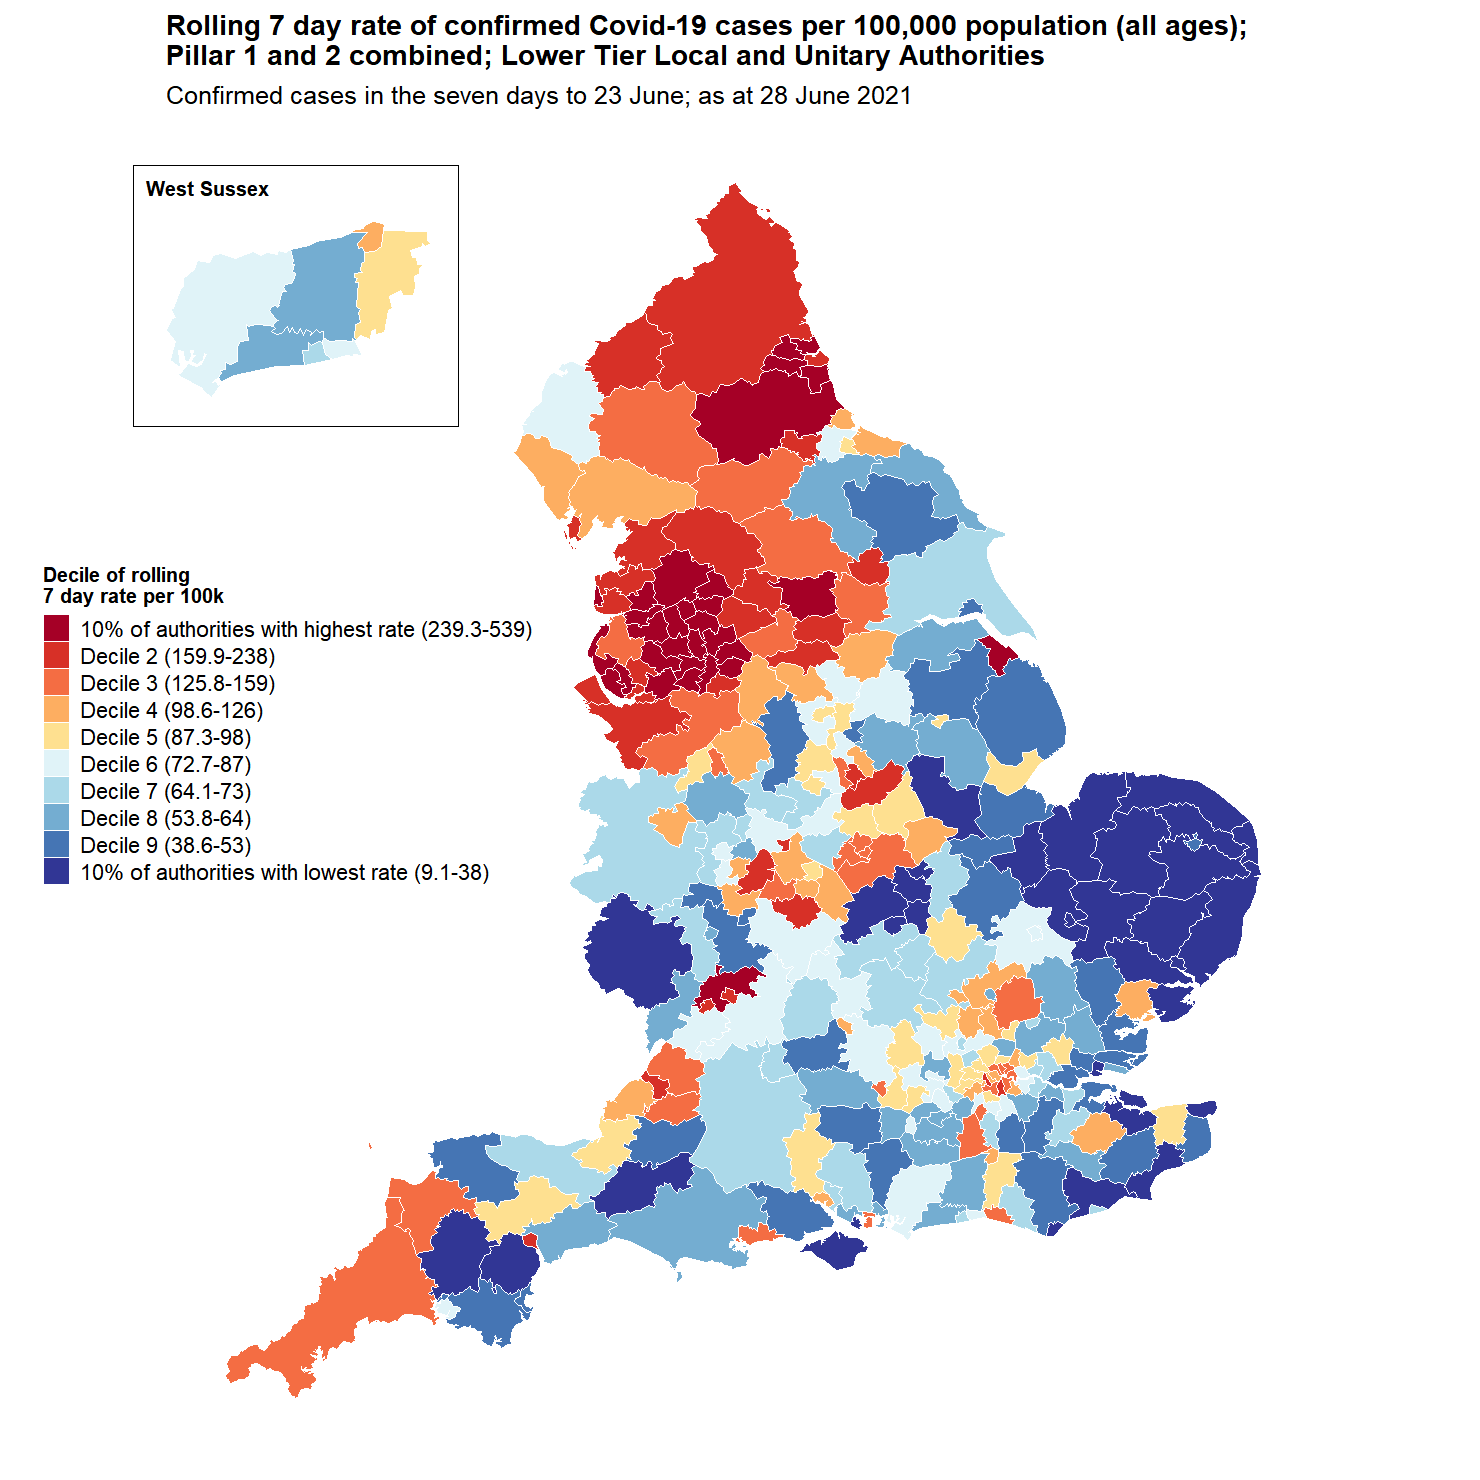 Rolling 7 day rate of confirmed Covid-19 cases per 100,000 population (all ages);
Pillar 1 and 2 combined; Lower Tier Local and Unitary Authorities
Confirmed cases in the seven days to 23 June; as at 28 June 2021
West Sussex
Decile of rolling
7 day rate per 100k
10% of authorities with highest rate (239.3-539)
Decile 2 (159.9-238)
Decile 3 (125.8-159)
Decile 4 (98.6-126)
Decile 5 (87.3-98)
Decile 6 (72.7-87)
Decile 7 (64.1-73)
Decile 8 (53.8-64)
Decile 9 (38.6-53)
10% of authorities with lowest rate (9.1-38)